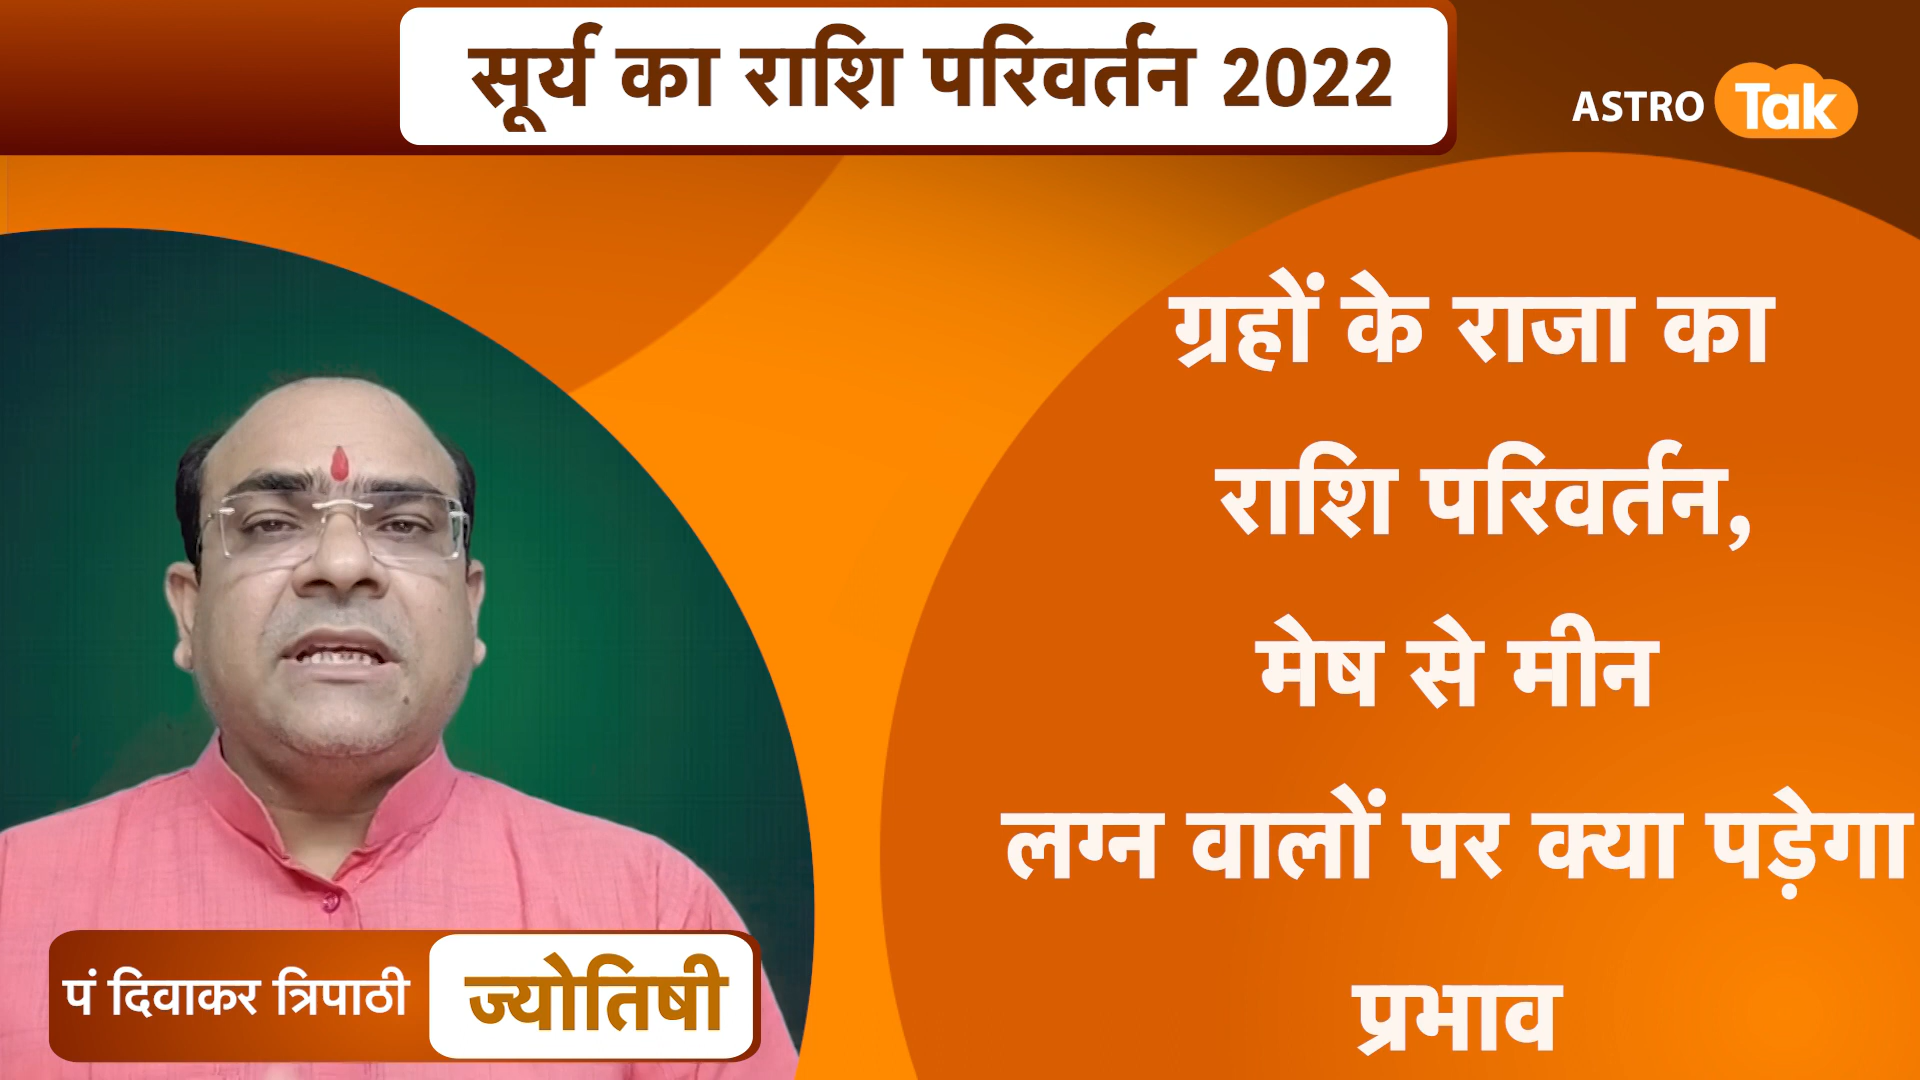 सूर्य का राशि परिवर्तन 2022
ASTRO Tak
ग्रहों के राजा का
राशि परिवर्तन,
मेष से मीन
लग्न वालों पर क्या पड़ेगा
प्रभाव
पं दिवाकर त्रिपाठी
ज्योतिषी